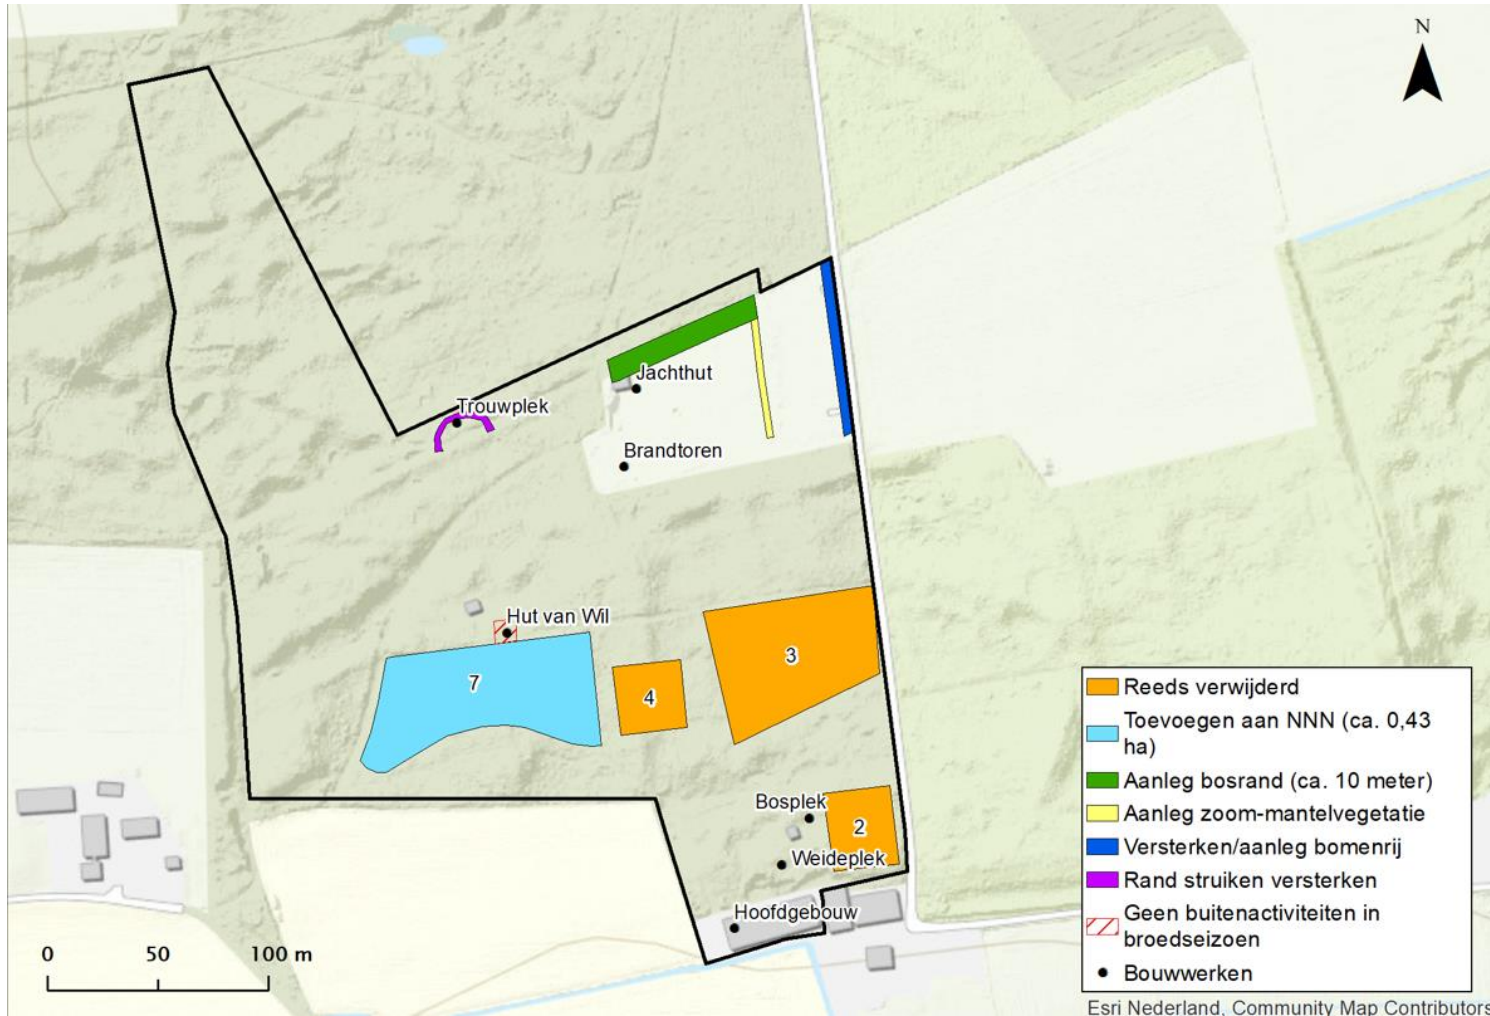 N
Jachthut
Trouwplek
Brandtoren
Hut van Wil
3
7
4
Bosplek
2
Weideplek
Hoofdgebouw
0 50 100 m
Reeds verwijderd
Toevoegen aan NNN (ca. 0,43
ha)
Aanleg bosrand (ca. 10 meter)
Aanleg zoom-mantelvegetatie
Versterken/aanleg bomenrij
Rand struiken versterken
Geen buitenactiviteiten in
broedseizoen
Bouwwerken
Esri Nederland, Community Map Contributors